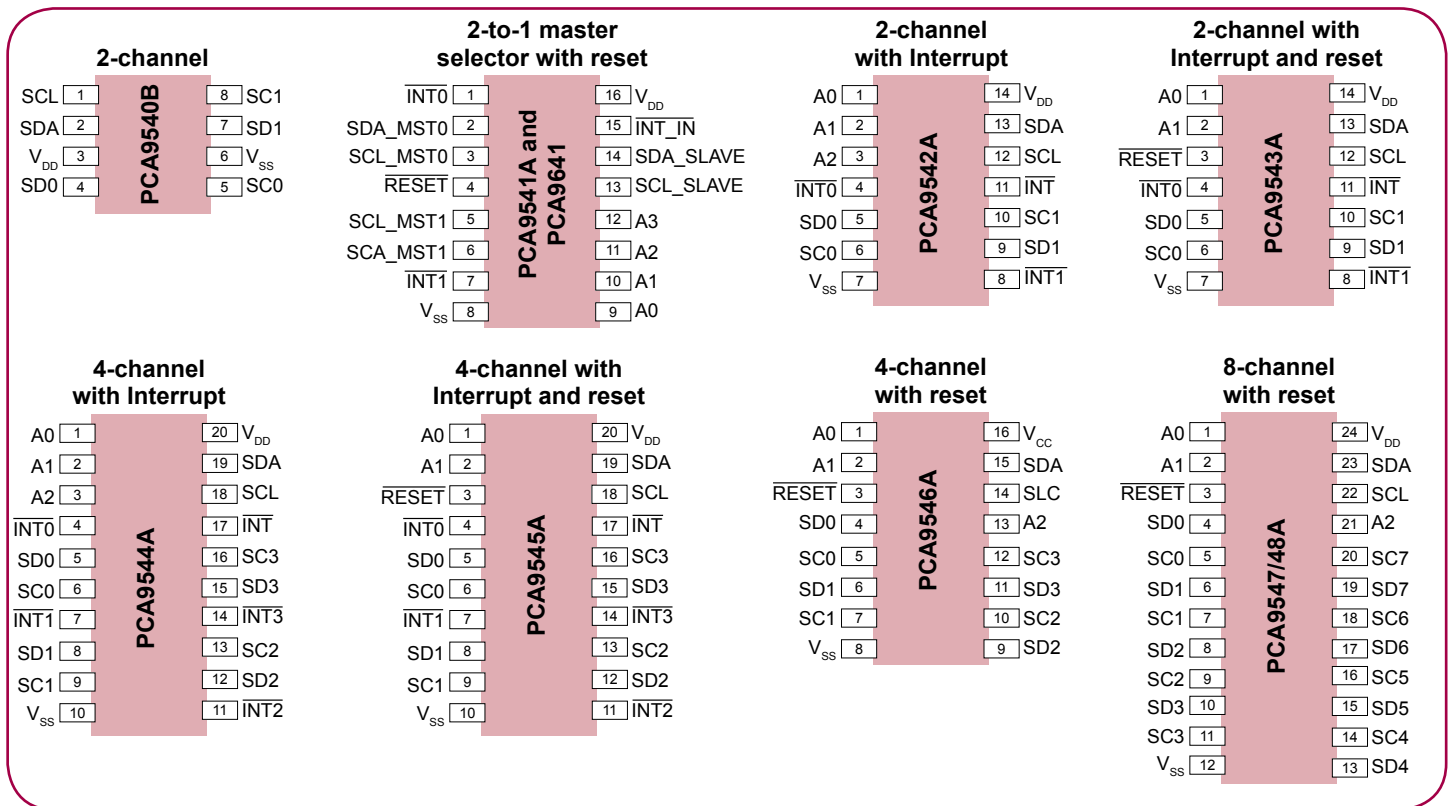 2-channel
SCL 1 8 SC1
SDA 2 7 SD1
VDD 3 6 VSS
SD0 4 5 SC0
PCA9540B
2-to-1 master
selector with reset
INT0 1 16 VDD
SDA_MST0 2 15 INT_IN
SCL_MST0 3 14 SDA_SLAVE
RESET 4 13 SCL_SLAVE
SCL_MST1 5 12 A3
SCA_MST1 6 11 A2
INT1 7 10 A1
VSS 8 9 A0
PCA9541A and
PCA9641
2-channel
with Interrupt
A0 1 14 VDD
A1 2 13 SDA
A2 3 12 SCL
INT0 4 11 INT
SD0 5 10 SC1
SC0 6 9 SD1
VSS 7 8 INT1
PCA9542A
2-channel with
Interrupt and reset
A0 1 14 VDD
A1 2 13 SDA
RESET 3 12 SCL
INT0 4 11 INT
SD0 5 10 SC1
SC0 6 9 SD1
VSS 7 8 INT1
PCA9543A
4-channel
with Interrupt
A0 1 20 VDD
A1 2 19 SDA
A2 3 18 SCL
INT0 4 17 INT
SD0 5 16 SC3
SC0 6 15 SD3
INT1 7 14 INT3
SD1 8 13 SC2
SC1 9 12 SD2
VSS 10 11 INT2
PCA9544A
4-channel with
Interrupt and reset
A0 1 20 VDD
A1 2 19 SDA
RESET 3 18 SCL
INT0 4 17 INT
SD0 5 16 SC3
SC0 6 15 SD3
INT1 7 14 INT3
SD1 8 13 SC2
SC1 9 12 SD2
VSS 10 11 INT2
PCA9545A
4-channel
with reset
A0 1 16 VCC
A1 2 15 SDA
RESET 3 14 SLC
SD0 4 13 A2
SC0 5 12 SC3
SD1 6 11 SD3
SC1 7 10 SC2
VSS 8 9 SD2
PCA9546A
8-channel
with reset
A0 1 24 VDD
A1 2 23 SDA
RESET 3 22 SCL
SD0 4 21 A2
SC0 5 20 SC7
SD1 6 19 SD7
SC1 7 18 SC6
SD2 8 17 SD6
SC2 9 16 SC5
SD3 10 15 SD5
SC3 11 14 SC4
VSS 12 13 SD4
PCA9547/48A